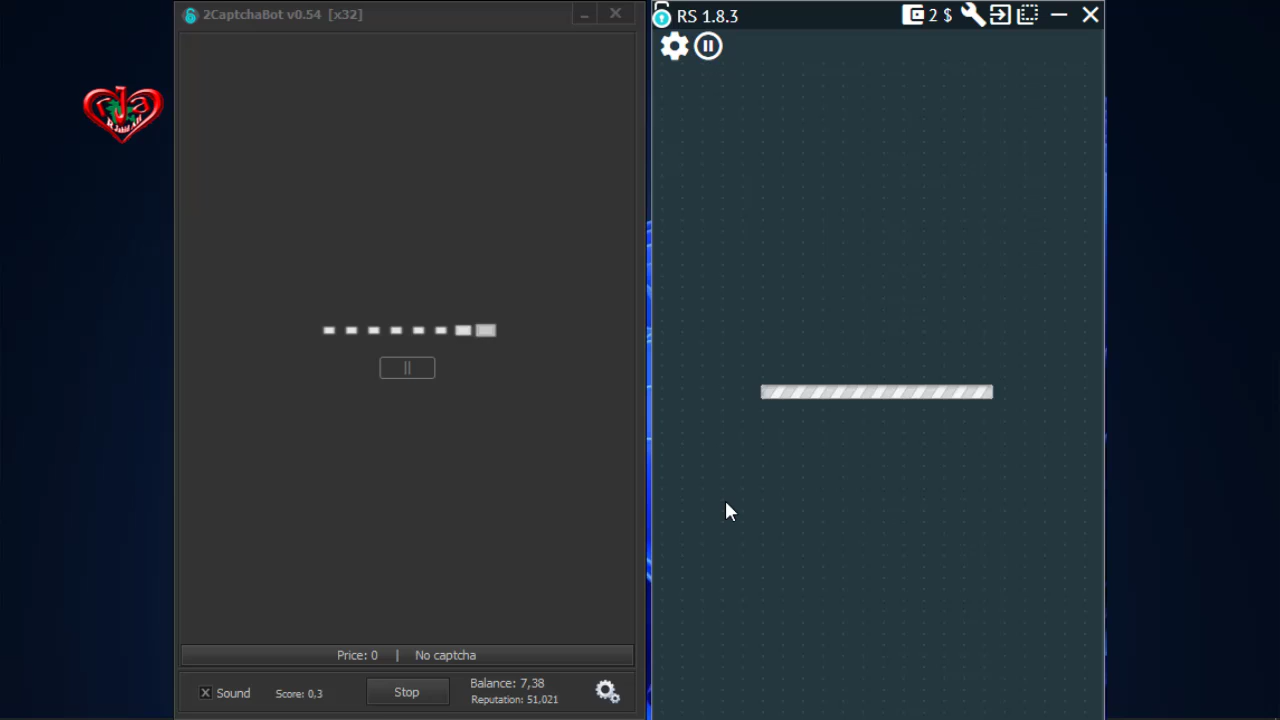 2CaptchaBot v0.54 [x32]
RS 1.8.3
2 $
Price: 0 | No captcha
Sound
Score: 0,3
Stop
Balance: 7,38
Reputation: 51,021